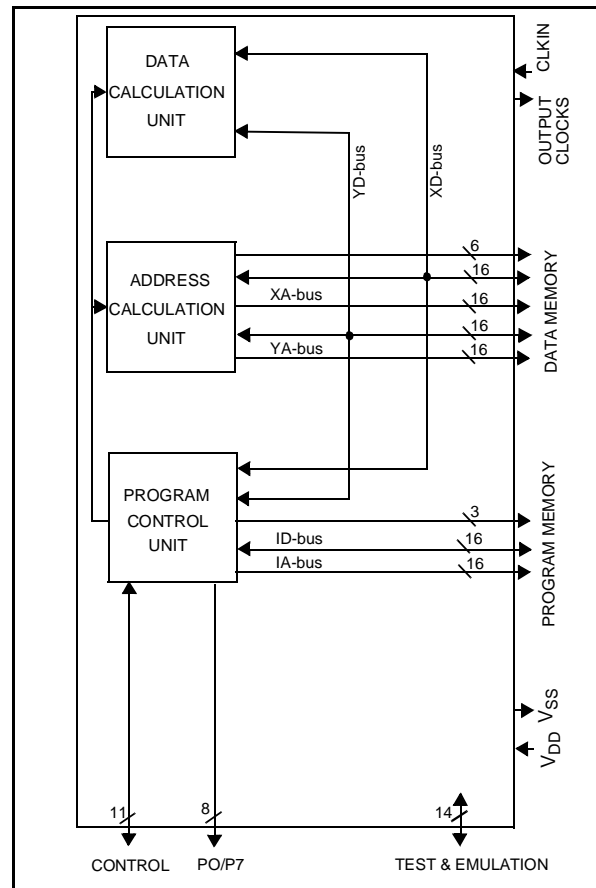 DATA
CALCULATION
UNIT
CLKIN
OUTPUT
CLOCKS
YD-bus
XD-bus
ADDRESS
CALCULATION
UNIT
6
16
XA-bus
16
16
YA-bus
16
DATA MEMORY
PROGRAM
CONTROL
UNIT
3
ID-bus
16
IA-bus
16
PROGRAM MEMORY
VSS
VDD
11
8
14
CONTROL
PO/P7
TEST & EMULATION